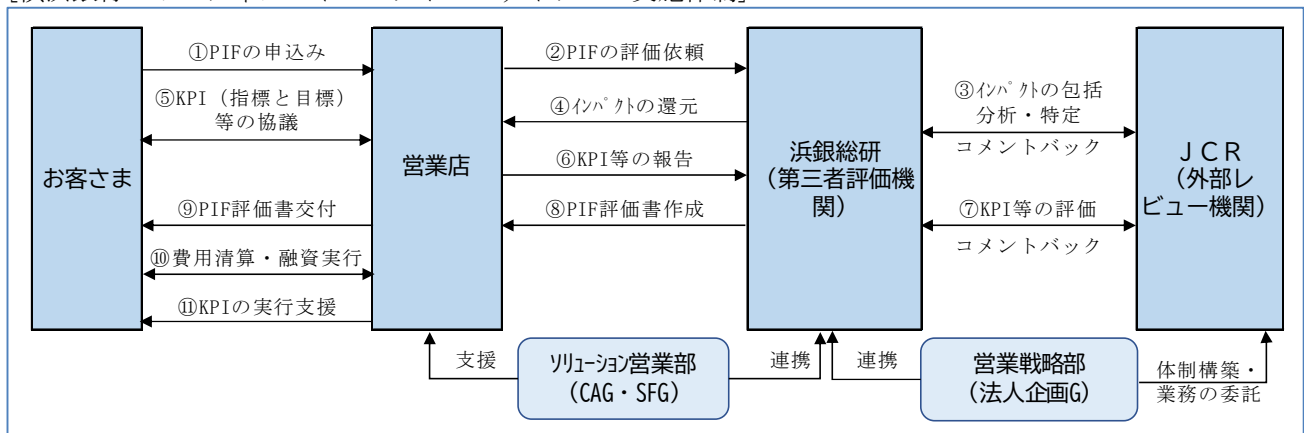 ①PIFの申込み
②PIFの評価依頼
⑤KPI（指標と目標）
等の協議
④インパクトの還元
③インパクトの包括
分析・特定
コメントバック
お客さま
営業店
⑥KPI等の報告
浜銀総研
（第三者評価機
関）
ＪＣＲ
（外部レ
ビュー機関）
⑨PIF評価書交付
⑧PIF評価書作成
⑦KPI等の評価
コメントバック
⑩費用清算・融資実行
⑪KPIの実行支援
支援
ソリューション営業部
（CAG・SFG）
連携
連携
営業戦略部
（法人企画G）
体制構築・
業務の委託